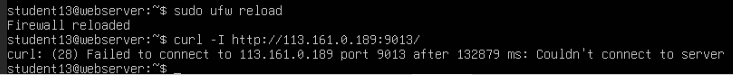 student13@webserver:~$ sudo ufw reload
Firewall reloaded
student13@webserver:~$ curl -I http://113.161.0.189:9013/
curl: (28) Failed to connect to 113.161.0.189 port 9013 after 132879 ms: Couldn't connect to server
student13@webserver:~$ _